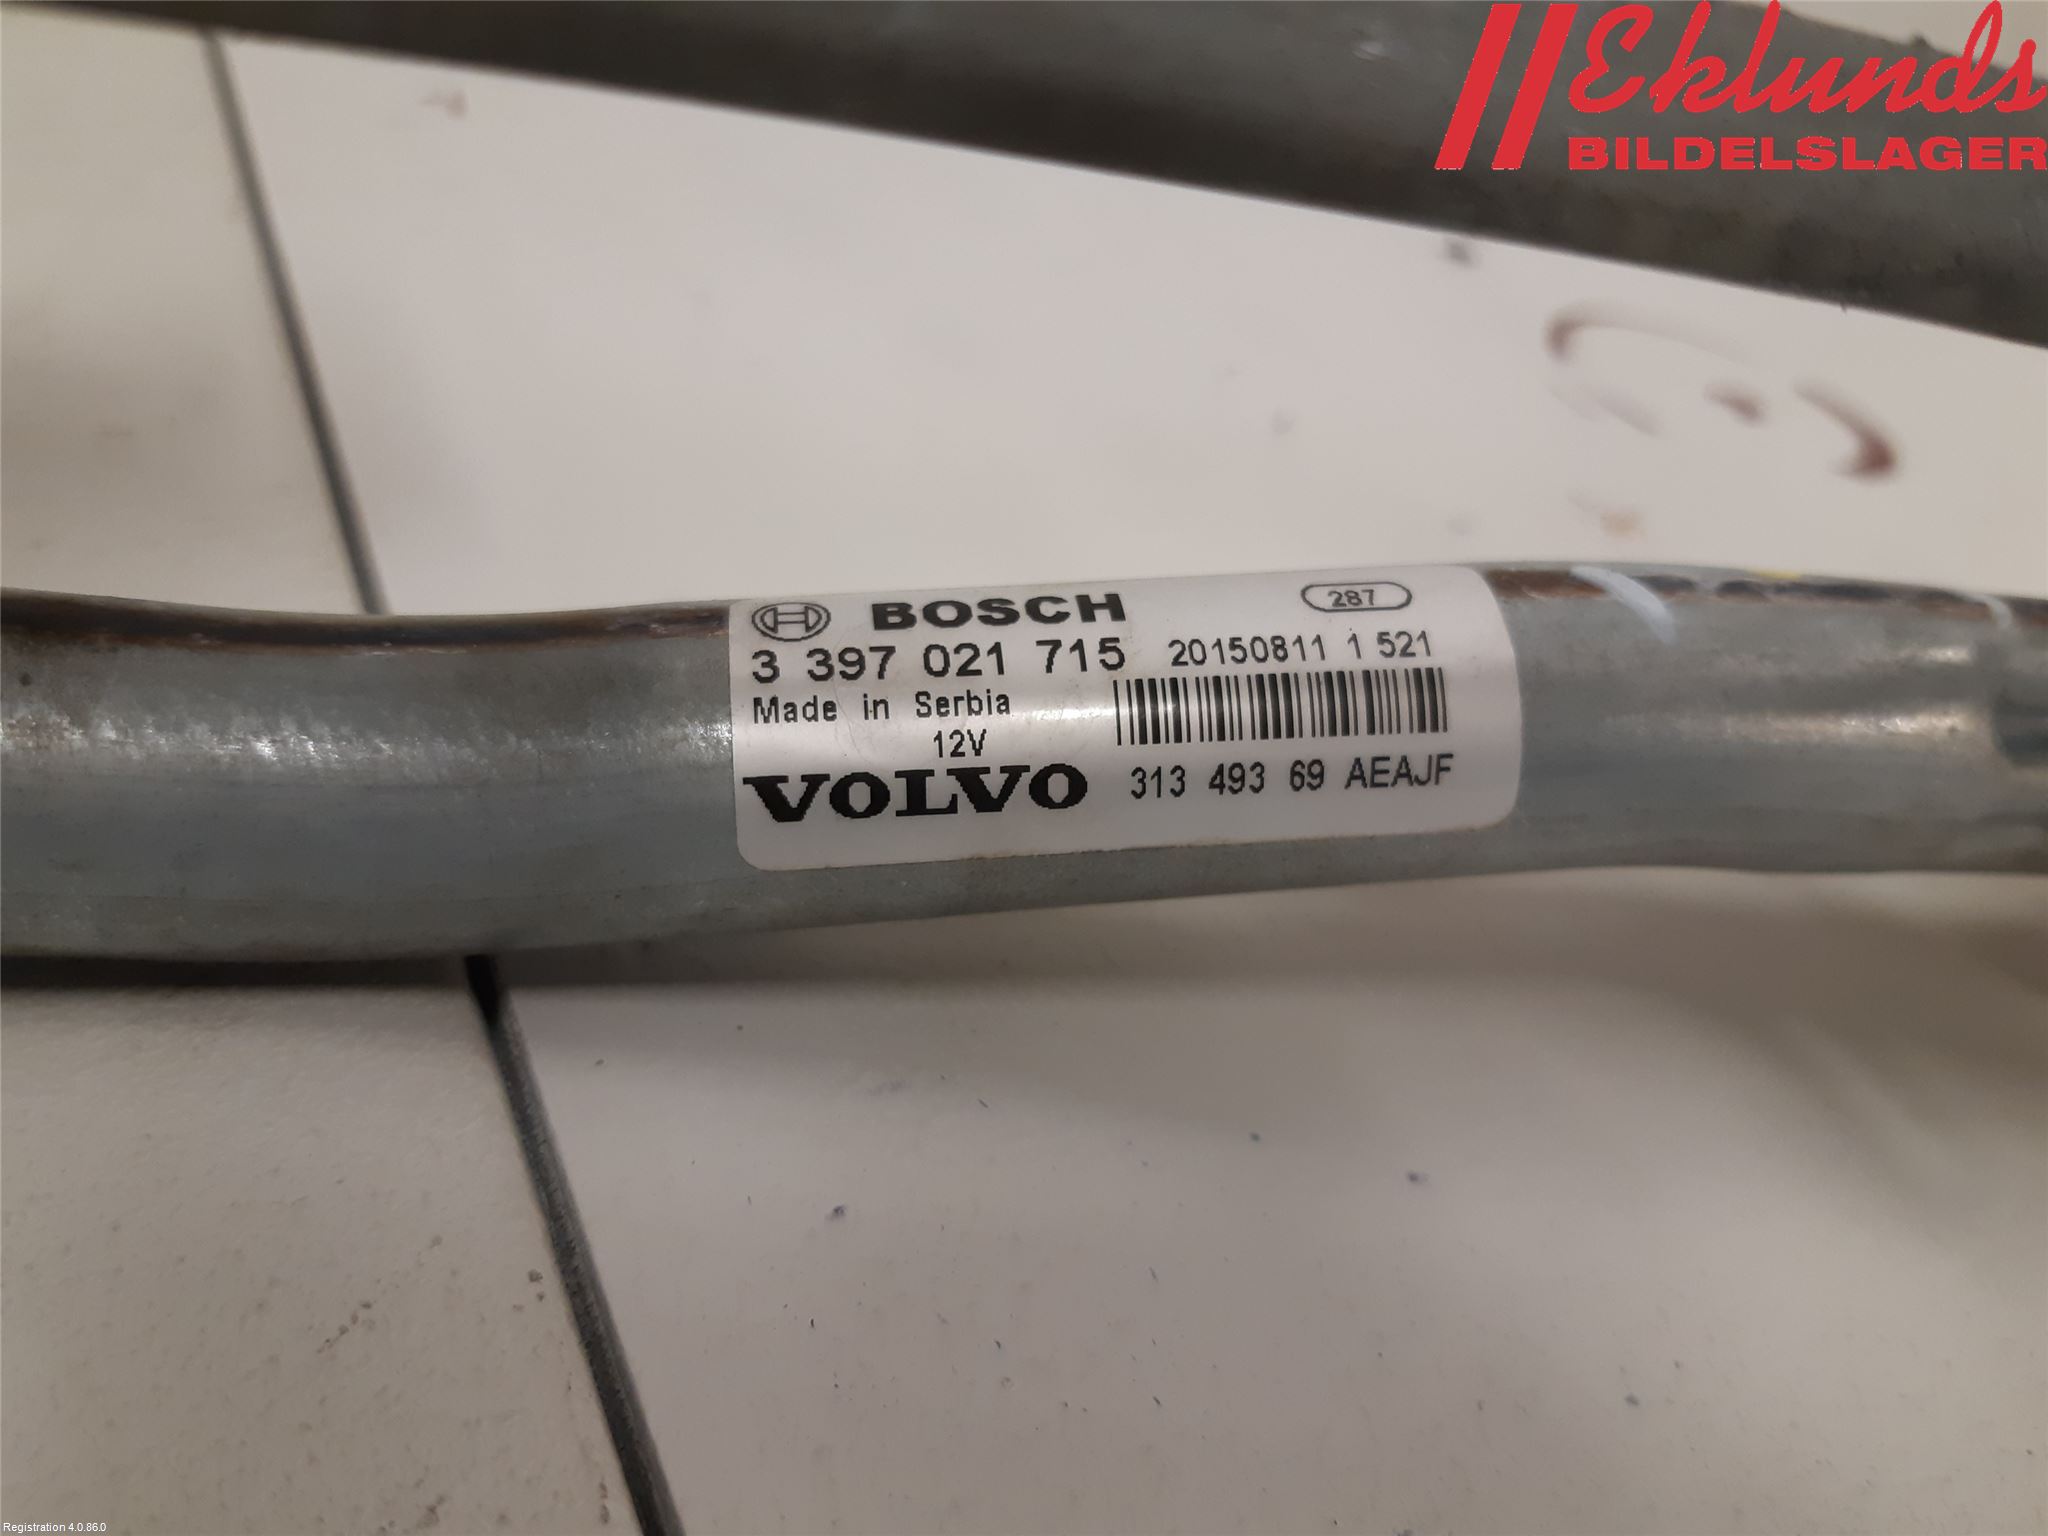 Eklunds
BILDELSLAGER
BOSCH 287
3 397 021 715 20150811 1 521
Made in Serbia
12V
VOLVO 313 493 69 AEAJF
Registration 4.0.86.0